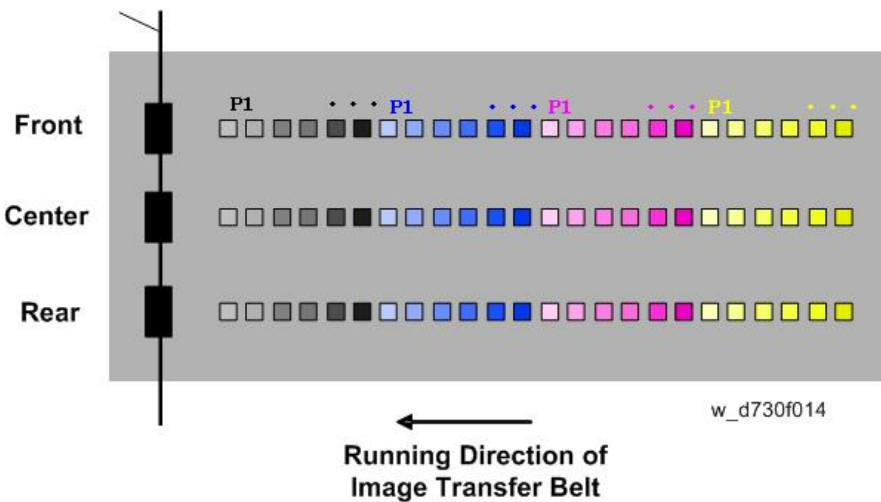 P1 • • • P1 • • • P1 • • • P1 • • •
Front
Center
Rear
w_d730f014
Running Direction of
Image Transfer Belt